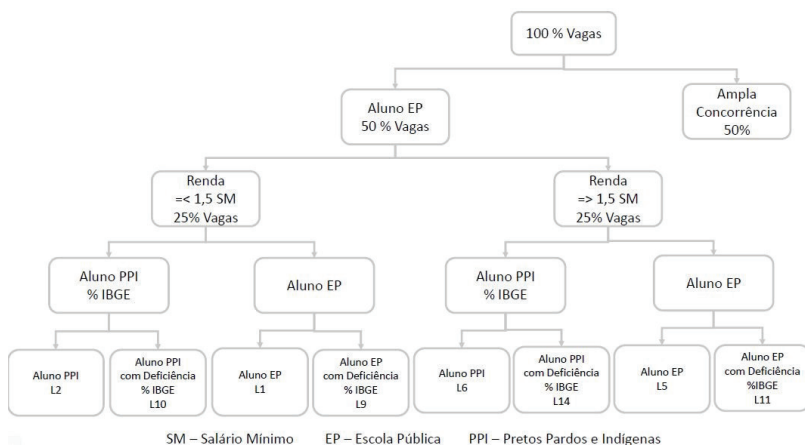 100 % Vagas
Aluno EP
50 % Vagas
Ampla
Concorrência
50%
Renda
=< 1,5 SM
25% Vagas
Renda
=> 1,5 SM
25% Vagas
Aluno PPI
% IBGE
Aluno EP
Aluno PPI
% IBGE
Aluno EP
Aluno PPI
L2
Aluno PPI
com Deficiência
% IBGE
L10
Aluno EP
L1
Aluno EP
com Deficiência
% IBGE
L9
Aluno PPI
L6
Aluno PPI
com Deficiência
% IBGE
L14
Aluno EP
L5
Aluno EP
com Deficiência
%IBGE
L11
SM – Salário Mínimo EP – Escola Pública PPI – Pretos Pardos e Indígenas